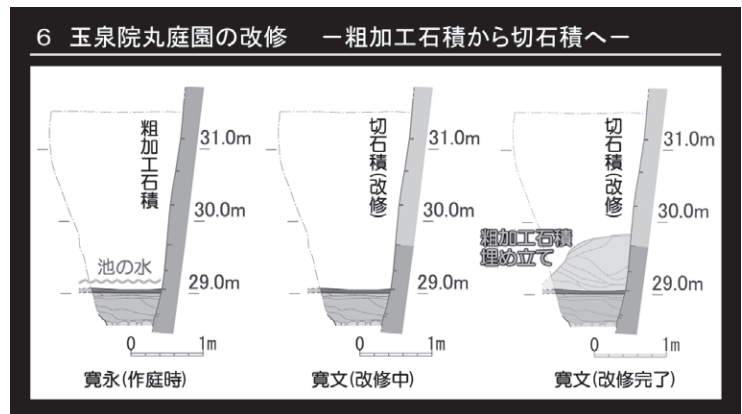 6 玉泉院丸庭園の改修 －粗加工石積から切石積へ－
粗加工石積
31.0m
30.0m
池の水
29.0m
0 1m
寛永(作庭時)
切石積(改修)
31.0m
30.0m
29.0m
0 1m
寛文(改修中)
切石積(改修)
31.0m
30.0m
粗加工石積
埋め立て
29.0m
0 1m
寛文(改修完了)